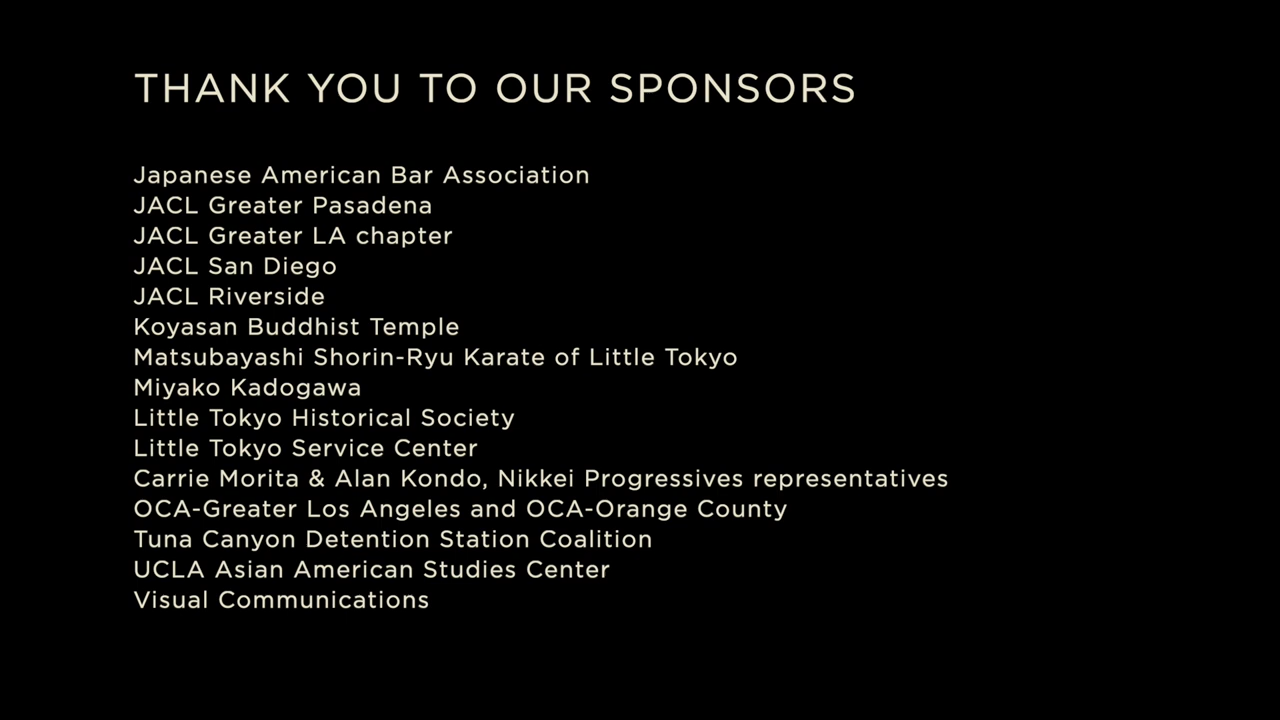 THANK YOU TO OUR SPONSORS
Japanese American Bar Association
JACL Greater Pasadena
JACL Greater LA chapter
JACL San Diego
JACL Riverside
Koyasan Buddhist Temple
Matsubayashi Shorin-Ryu Karate of Little Tokyo
Miyako Kadogawa
Little Tokyo Historical Society
Little Tokyo Service Center
Carrie Morita & Alan Kondo, Nikkei Progressives representatives
OCA-Greater Los Angeles and OCA-Orange County
Tuna Canyon Detention Station Coalition
UCLA Asian American Studies Center
Visual Communications